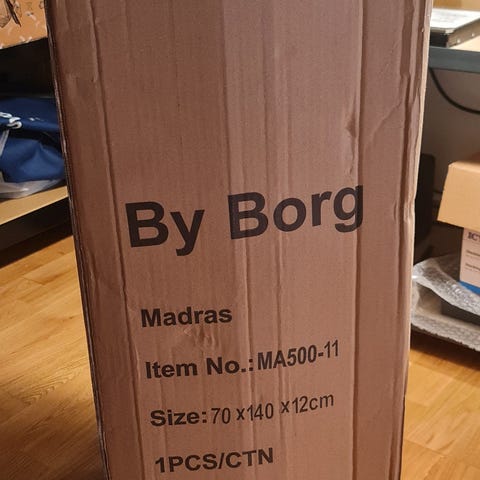 By Borg
Madras
Item No.:MA500-11
Size:70 x140 x12cm
1PCS/CTN